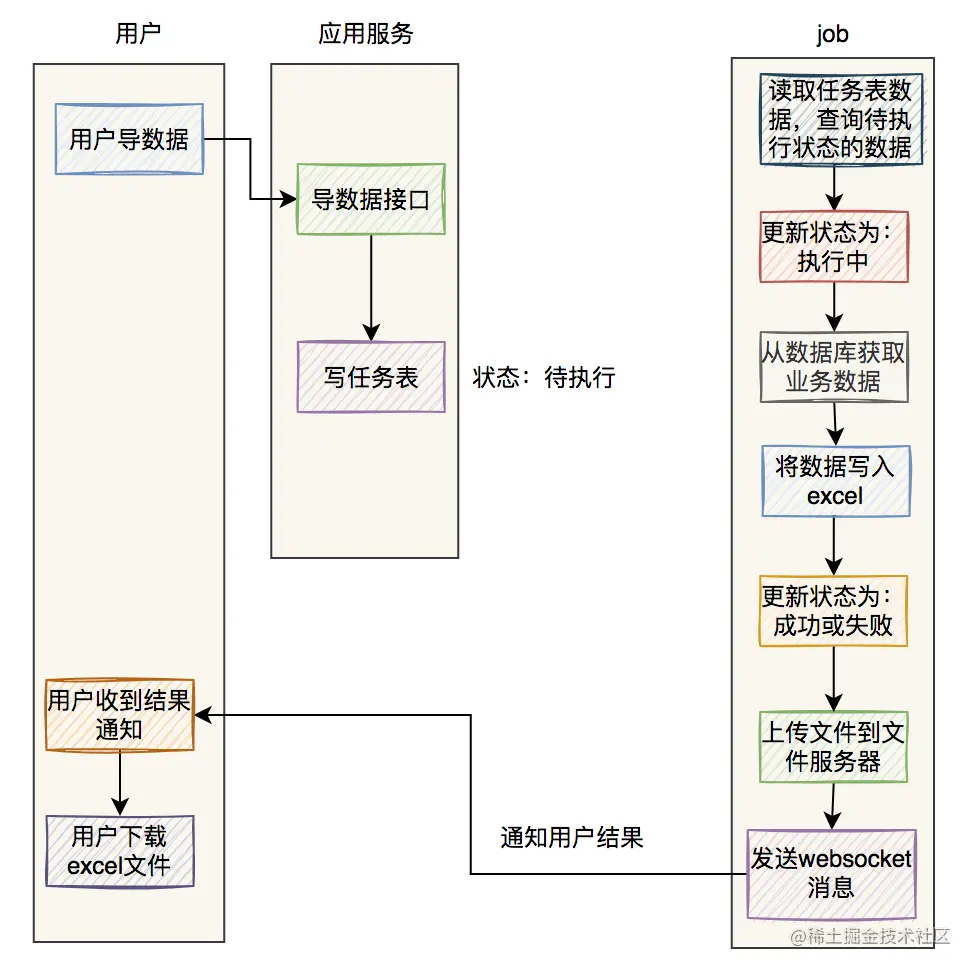 用户
应用服务
job
用户导数据
导数据接口
写任务表
状态：待执行
读取任务表数
据，查询待执
行状态的数据
更新状态为：
执行中
从数据库获取
业务数据
将数据写入
excel
更新状态为：
成功或失败
上传文件到文
件服务器
发送websocket
消息
通知用户结果
用户收到结果
通知
用户下载
excel文件
@稀土掘金技术社区